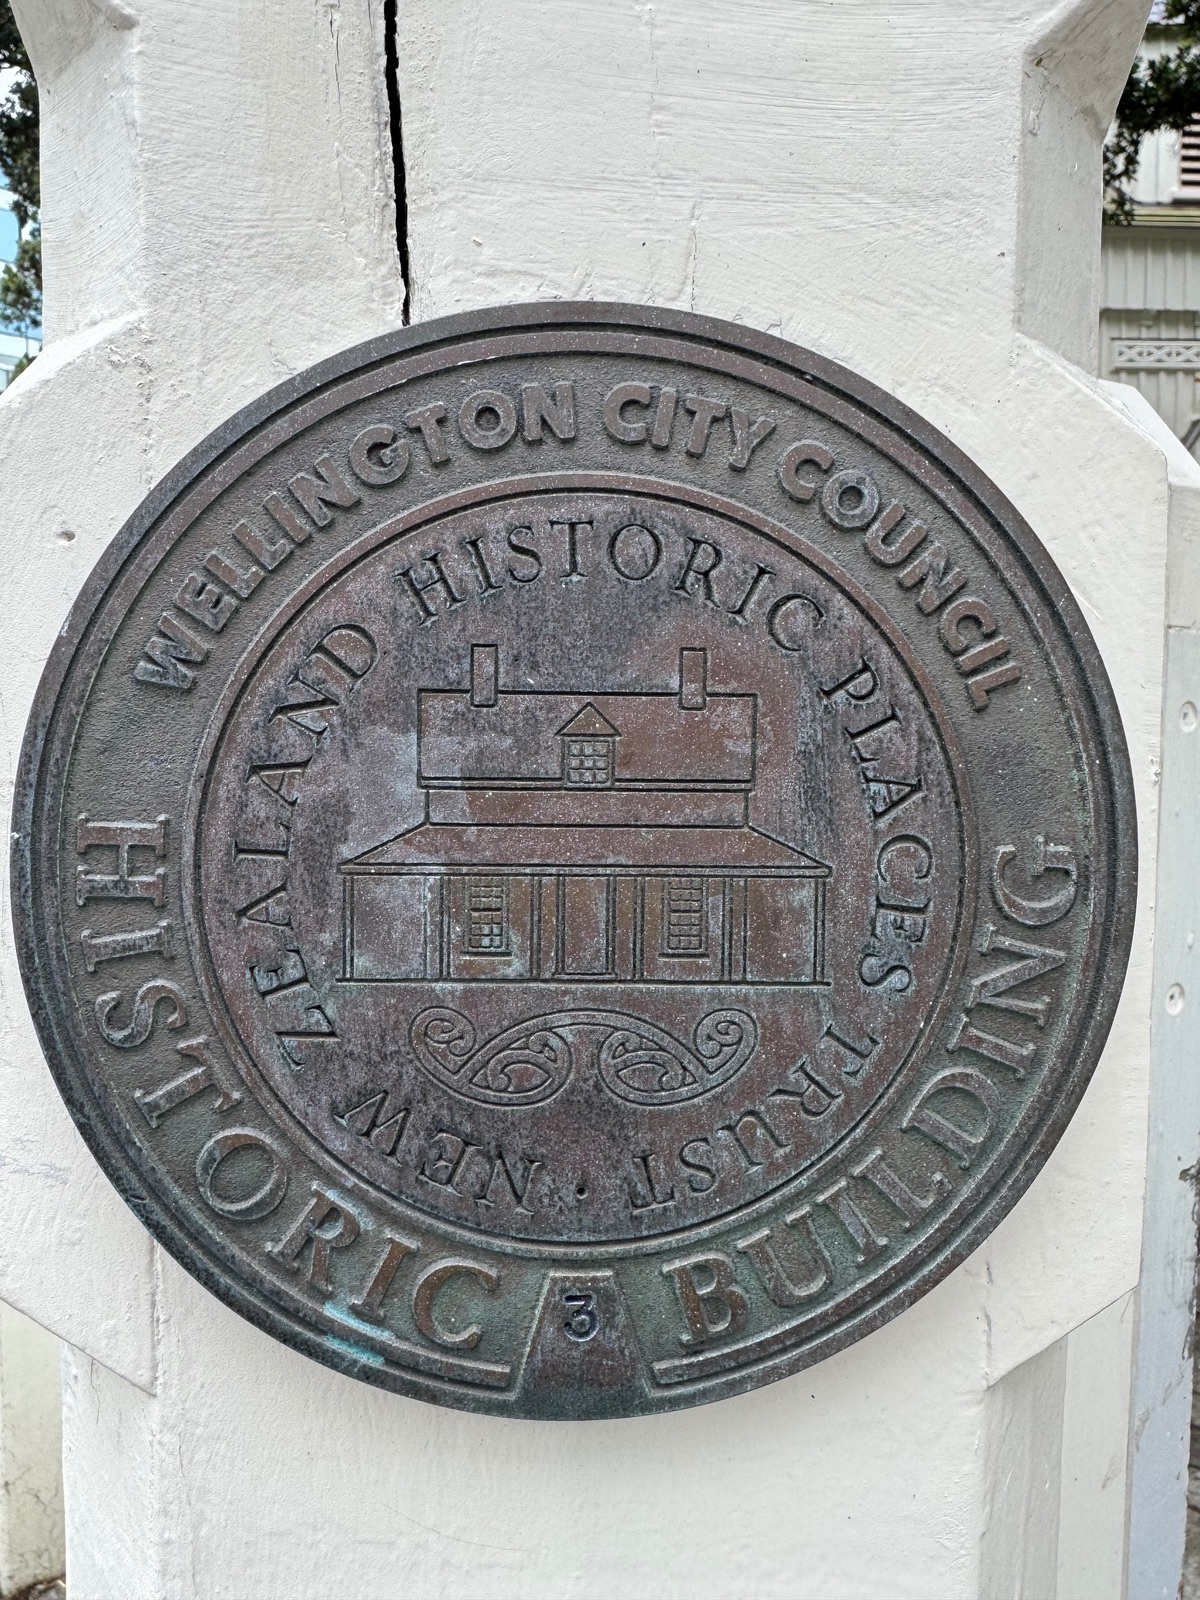 WELLINGTON CITY COUNCIL
NEW ZEALAND HISTORIC PLACES TRUST ·
HISTORIC BUILDING
3